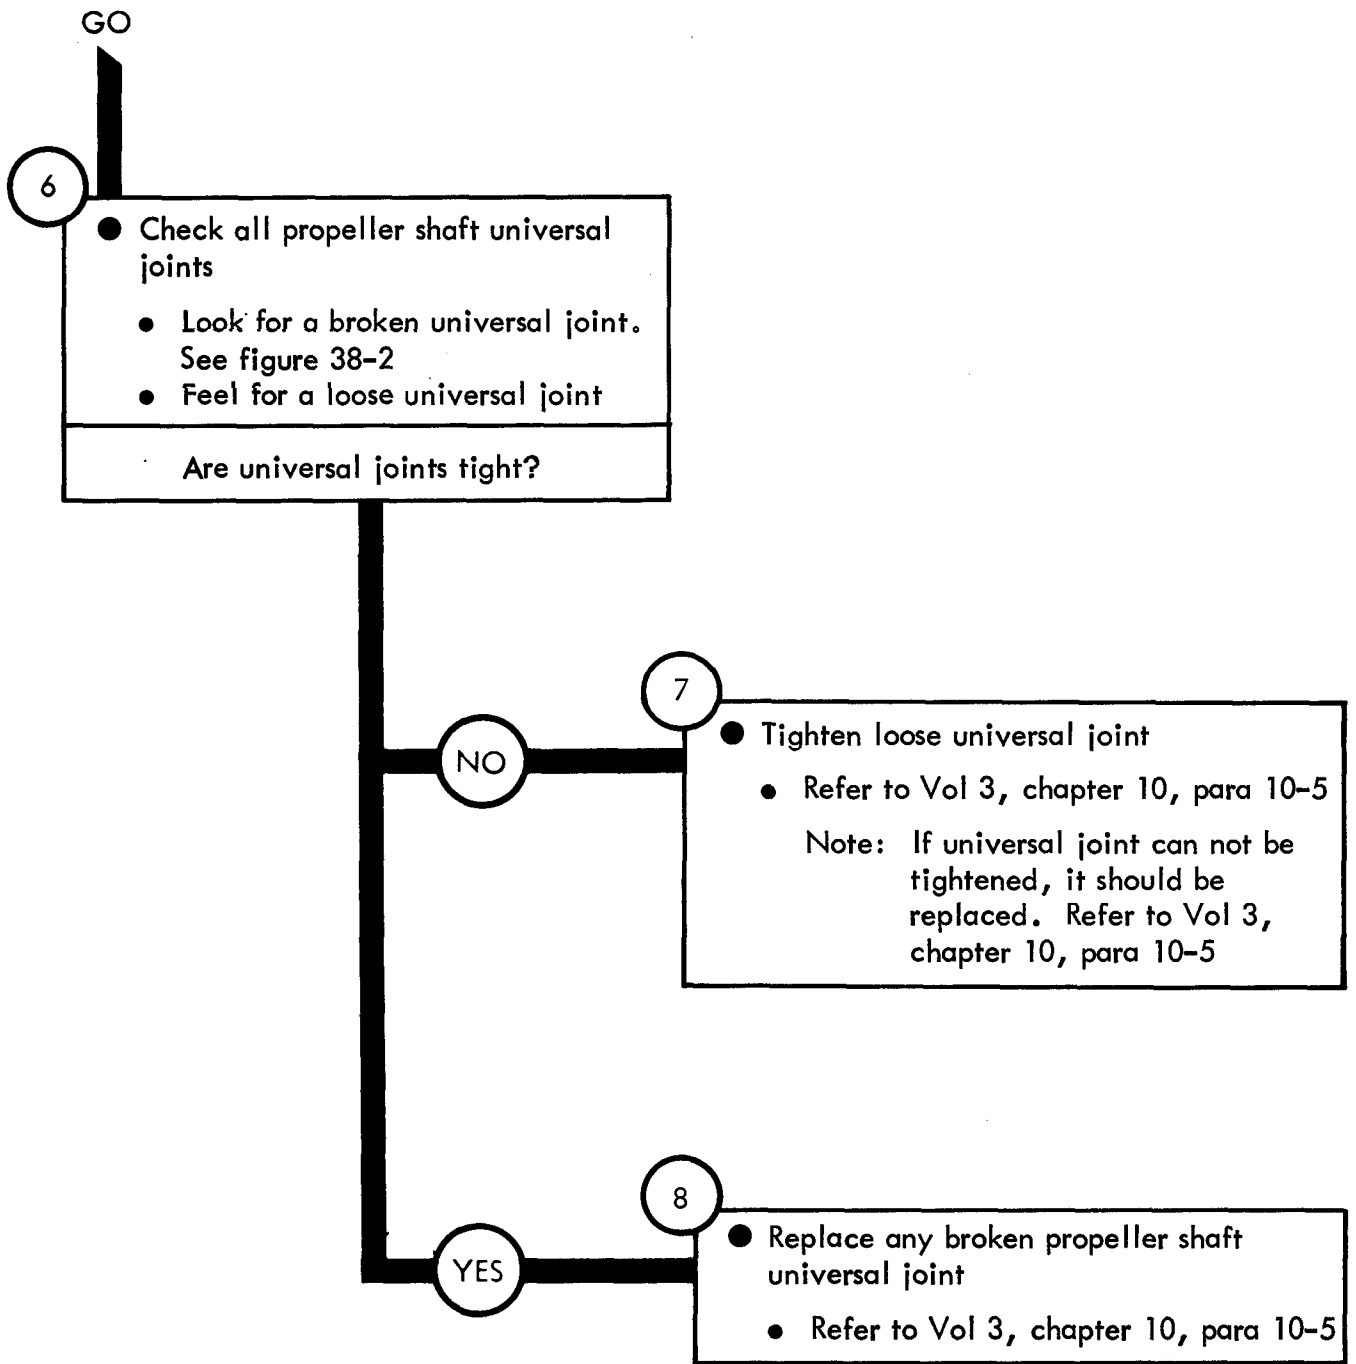 GO
6
● Check all propeller shaft universal
joints
● Look for a broken universal joint.
See figure 38-2
● Feel for a loose universal joint
Are universal joints tight?
NO
7
● Tighten loose universal joint
● Refer to Vol 3, chapter 10, para 10-5
Note: If universal joint can not be
tightened, it should be
replaced. Refer to Vol 3,
chapter 10, para 10-5
YES
8
● Replace any broken propeller shaft
universal joint
● Refer to Vol 3, chapter 10, para 10-5